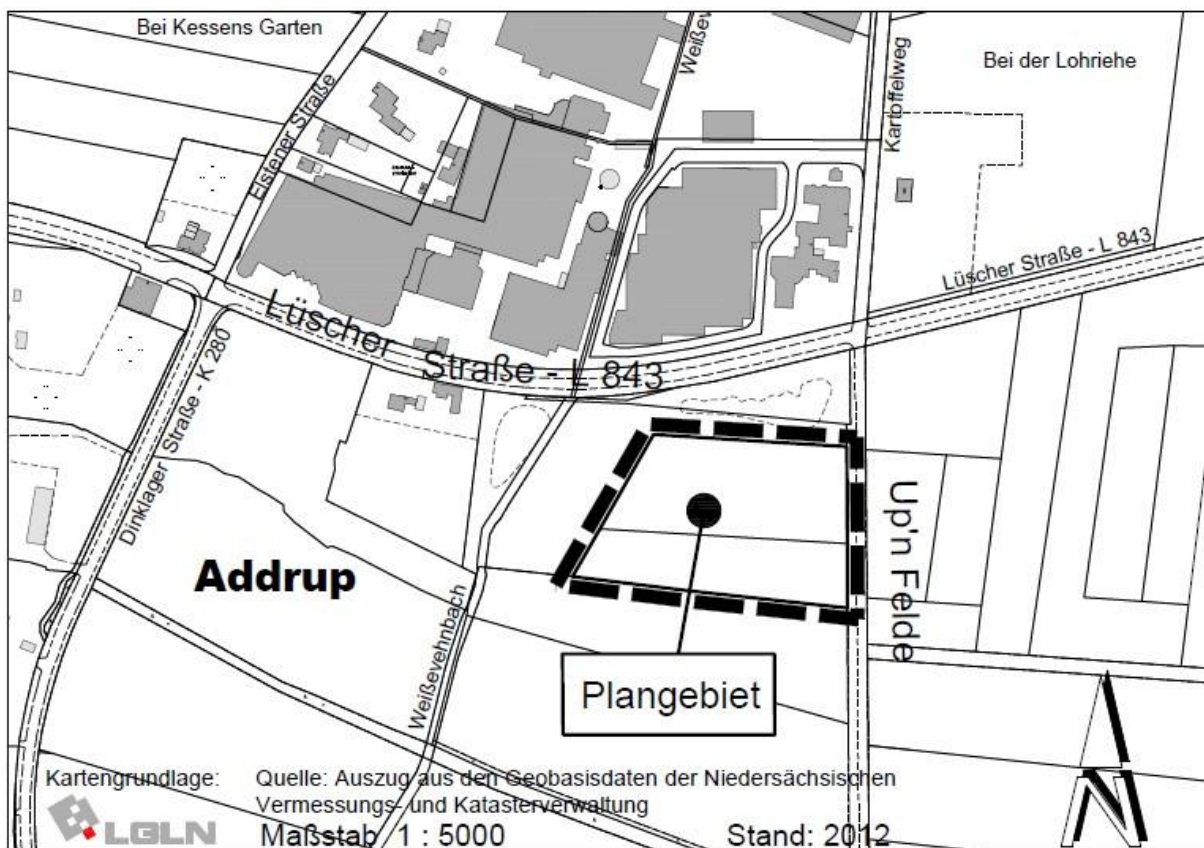 Bei Kessens Garten
Elstener Straße
Weißeve
Kartoffelweg
Bei der Lohriehe
Lüscher Straße - L 843
Lüscher Straße - L 843
Dinklager Straße - K 280
Addrup
Weißevehnbach
Up'n Felde
Plangebiet
Kartengrundlage: Quelle: Auszug aus den Geobasisdaten der Niedersächsischen
Vermessungs- und Katasterverwaltung
LGLN
Maßstab 1 : 5000 Stand: 2012
N